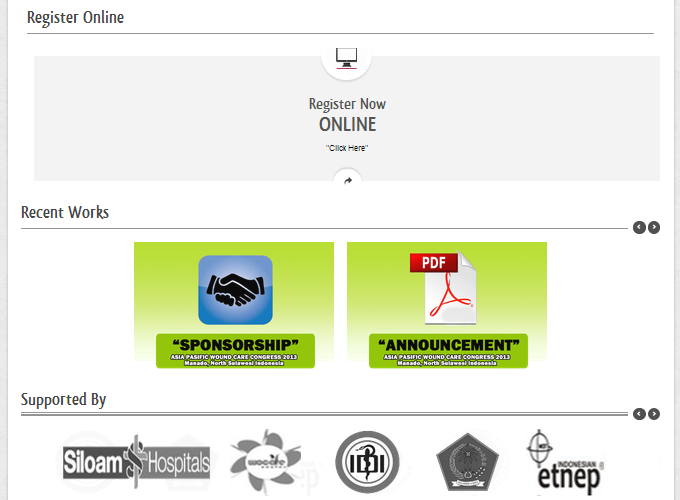 Register Online
Register Now
ONLINE
"Click Here"
Recent Works
"SPONSORSHIP"
ASIA PASIFIC WOUND CARE CONGRESS 2013
Manado, North Sulawesi Indonesia
PDF
"ANNOUNCEMENT"
ASIA PASIFIC WOUND CARE CONGRESS 2013
Manado, North Sulawesi Indonesia
Supported By
Siloam Hospitals
wocare
IDI
INDONESIAN
etnep